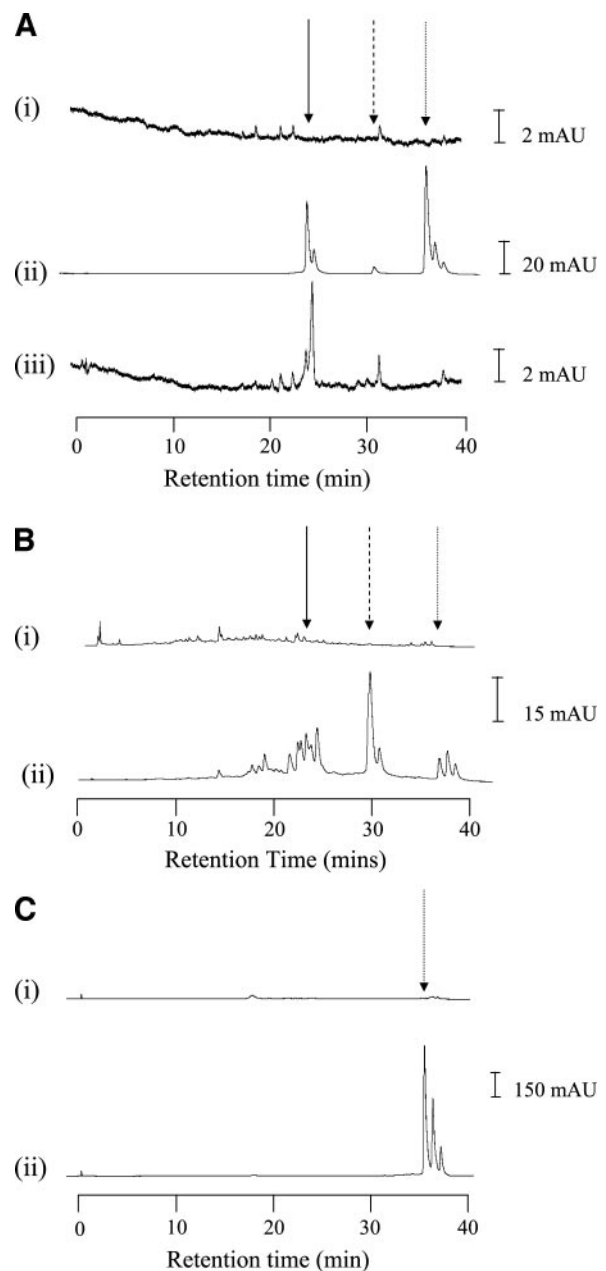 A
(i)
2 mAU
(ii)
20 mAU
(iii)
2 mAU
0 10 20 30 40
Retention time (min)
B
(i)
15 mAU
(ii)
0 10 20 30 40
Retention Time (mins)
C
(i)
150 mAU
(ii)
0 10 20 30 40
Retention time (min)